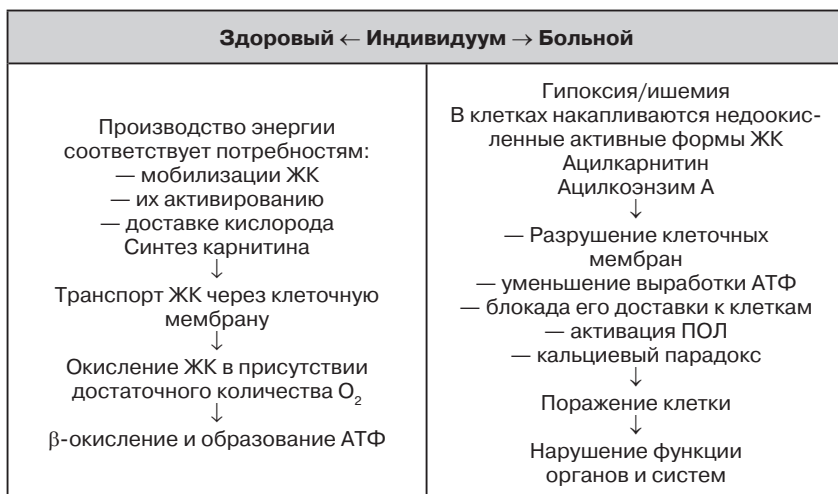 Здоровый ← Индивидуум → Больной
Производство энергии
соответствует потребностям:
— мобилизации ЖК
— их активированию
— доставке кислорода
Синтез карнитина
↓
Транспорт ЖК через клеточную
мембрану
↓
Окисление ЖК в присутствии
достаточного количества O₂
↓
β-окисление и образование АТФ
Гипоксия/ишемия
В клетках накапливаются недоокис-
ленные активные формы ЖК
Ацилкарнитин
Ацилкоэнзим А
↓
— Разрушение клеточных
мембран
— уменьшение выработки АТФ
— блокада его доставки к клеткам
— активация ПОЛ
— кальциевый парадокс
↓
Поражение клетки
↓
Нарушение функции
органов и систем